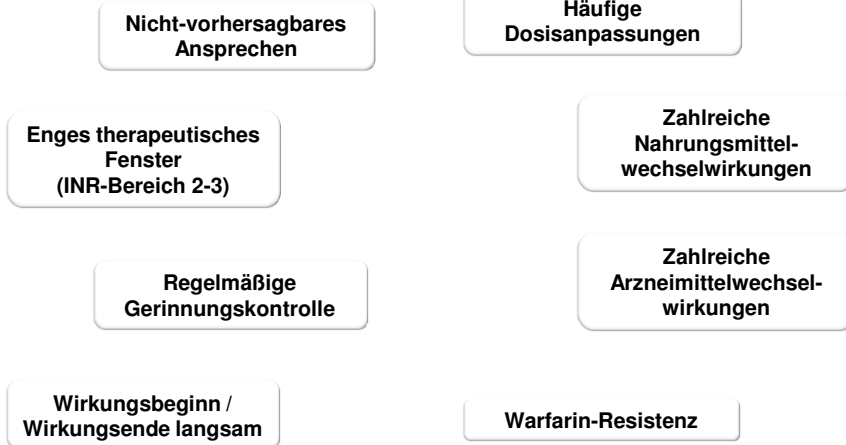 Nicht-vorhersagbares
Ansprechen
Häufige
Dosisanpassungen
Enges therapeutisches
Fenster
(INR-Bereich 2-3)
Zahlreiche
Nahrungsmittel-
wechselwirkungen
Regelmäßige
Gerinnungskontrolle
Zahlreiche
Arzneimittelwechsel-
wirkungen
Wirkungsbeginn /
Wirkungsende langsam
Warfarin-Resistenz